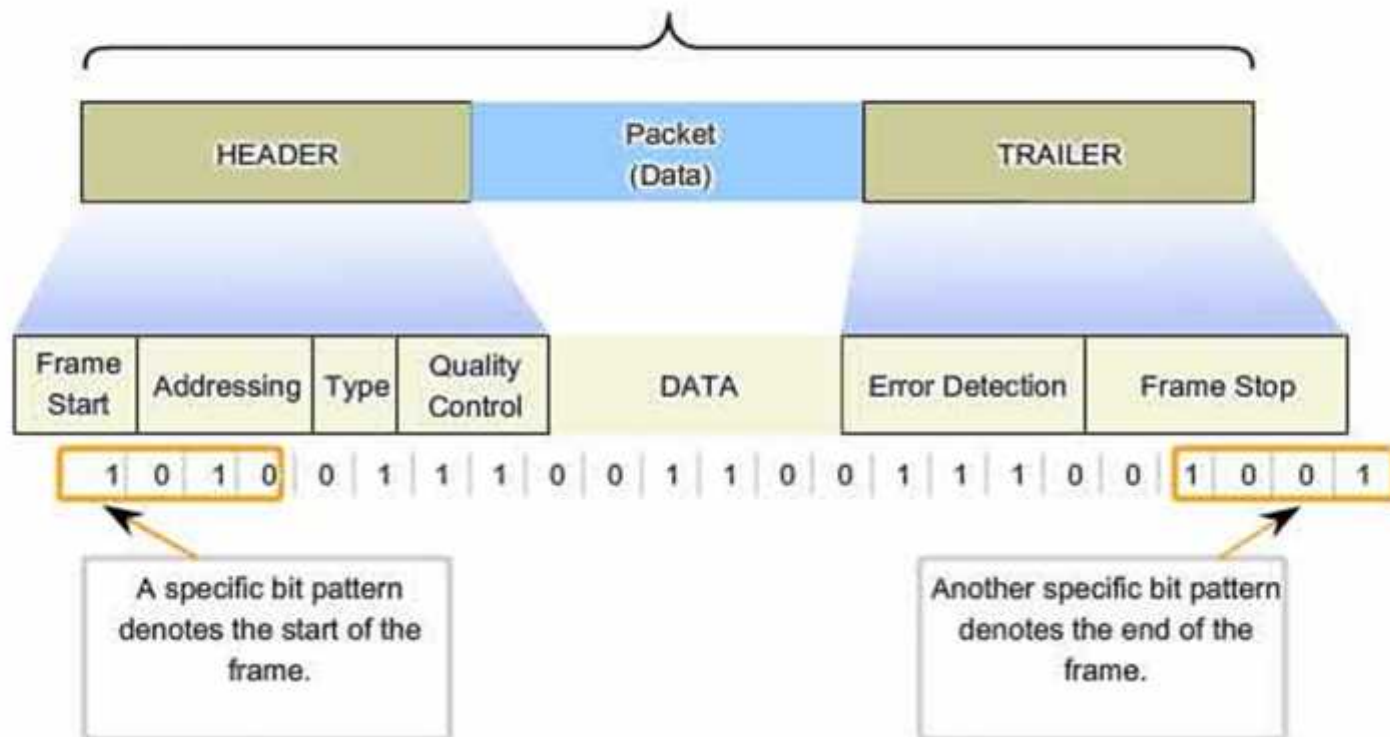 HEADER
Packet
(Data)
TRAILER
Frame
Start
Addressing
Type
Quality
Control
DATA
Error Detection
Frame Stop
1 0 1 0 0 1 1 1 0 0 1 1 0 0 1 1 1 0 0 1 0 0 1
A specific bit pattern
denotes the start of the
frame.
Another specific bit pattern
denotes the end of the
frame.